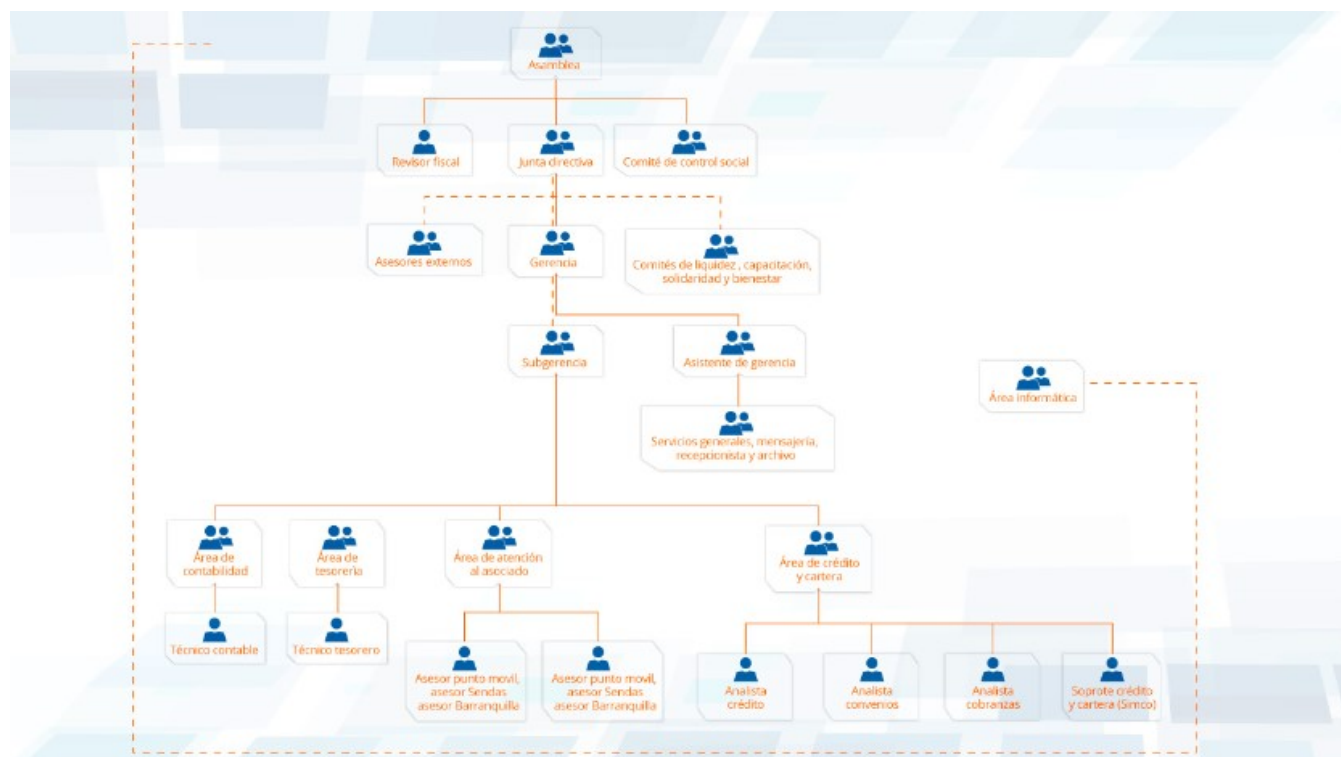 Asamblea
Revisor fiscal
Junta directiva
Comité de control social
Asesores externos
Gerencia
Comités de liquidez , capacitación,
solidaridad y bienestar
Subgerencia
Asistente de gerencia
Área informática
Servicios generales, mensajería,
recepcionista y archivo
Área de
contabilidad
Área de
tesorería
Área de atención
al asociado
Área de crédito
y cartera
Técnico contable
Técnico tesorero
Asesor punto movil,
asesor Sendas
asesor Barranquilla
Asesor punto movil,
asesor Sendas
asesor Barranquilla
Analista
crédito
Analista
convenios
Analista
cobranzas
Soprote crédito
y cartera (Simco)